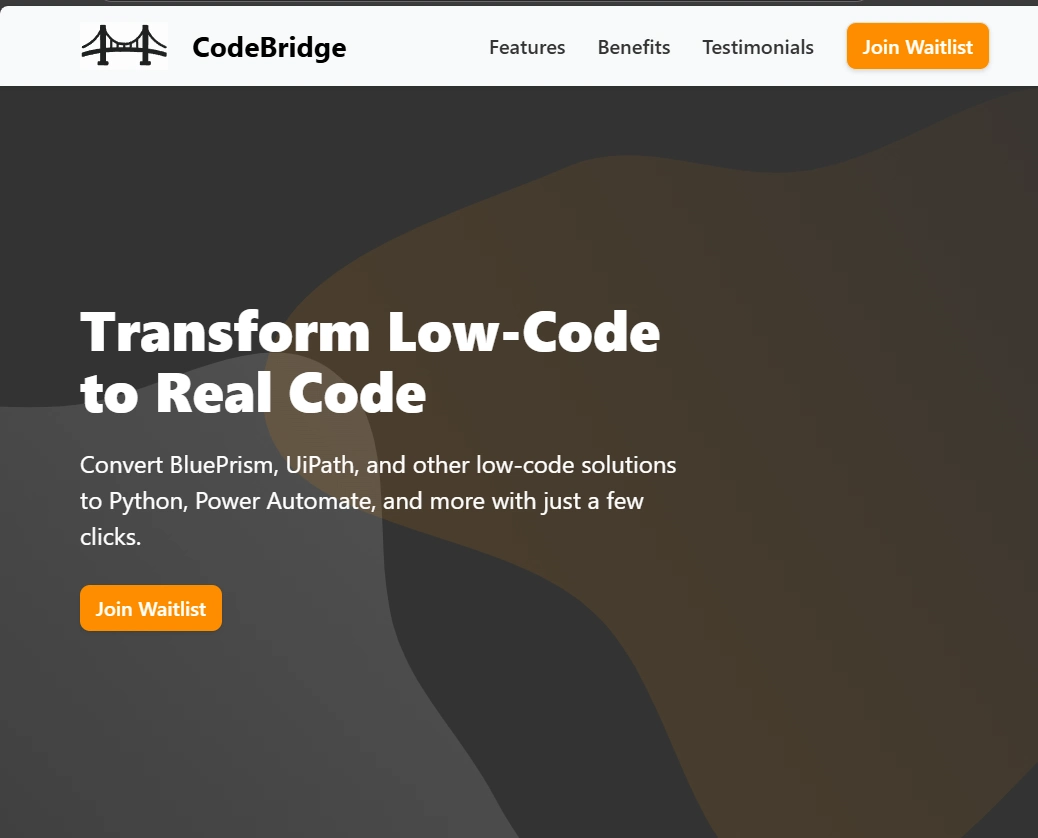 CodeBridge
Features
Benefits
Testimonials
Join Waitlist
Transform Low-Code
to Real Code
Convert BluePrism, UiPath, and other low-code solutions
to Python, Power Automate, and more with just a few
clicks.
Join Waitlist